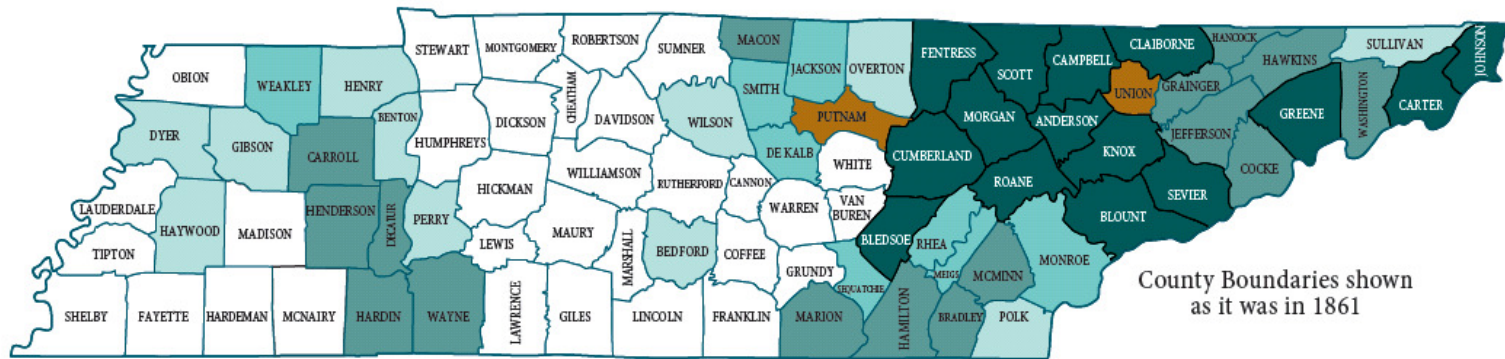 STEWART
MONTGOMERY
ROBERTSON
SUMNER
MACON
JACKSON
OVERTON
FENTRESS
SCOTT
CAMPBELL
CLAIBORNE
HANCOCK
HAWKINS
SULLIVAN
JOHNSON
OBION
WEAKLEY
HENRY
CHEATHAM
SMITH
UNION
GRAINGER
WASHINGTON
CARTER
GREENE
DYER
GIBSON
BENTON
DICKSON
DAVIDSON
WILSON
PUTNAM
MORGAN
ANDERSON
JEFFERSON
CARROLL
HUMPHREYS
DE KALB
WHITE
CUMBERLAND
KNOX
COCKE
WILLIAMSON
RUTHERFORD
CANNON
ROANE
SEVIER
LAUDERDALE
HAYWOOD
MADISON
HENDERSON
DECATUR
PERRY
HICKMAN
WARREN
VAN
BUREN
BLOUNT
TIPTON
LEWIS
MAURY
MARSHALL
BEDFORD
COFFEE
BLEDSOE
RHEA
MEIGS
MCMINN
MONROE
GRUNDY
SEQUATCHIE
SHELBY
FAYETTE
HARDEMAN
MCNAIRY
HARDIN
WAYNE
LAWRENCE
GILES
LINCOLN
FRANKLIN
MARION
HAMILTON
BRADLEY
POLK
County Boundaries shown
as it was in 1861